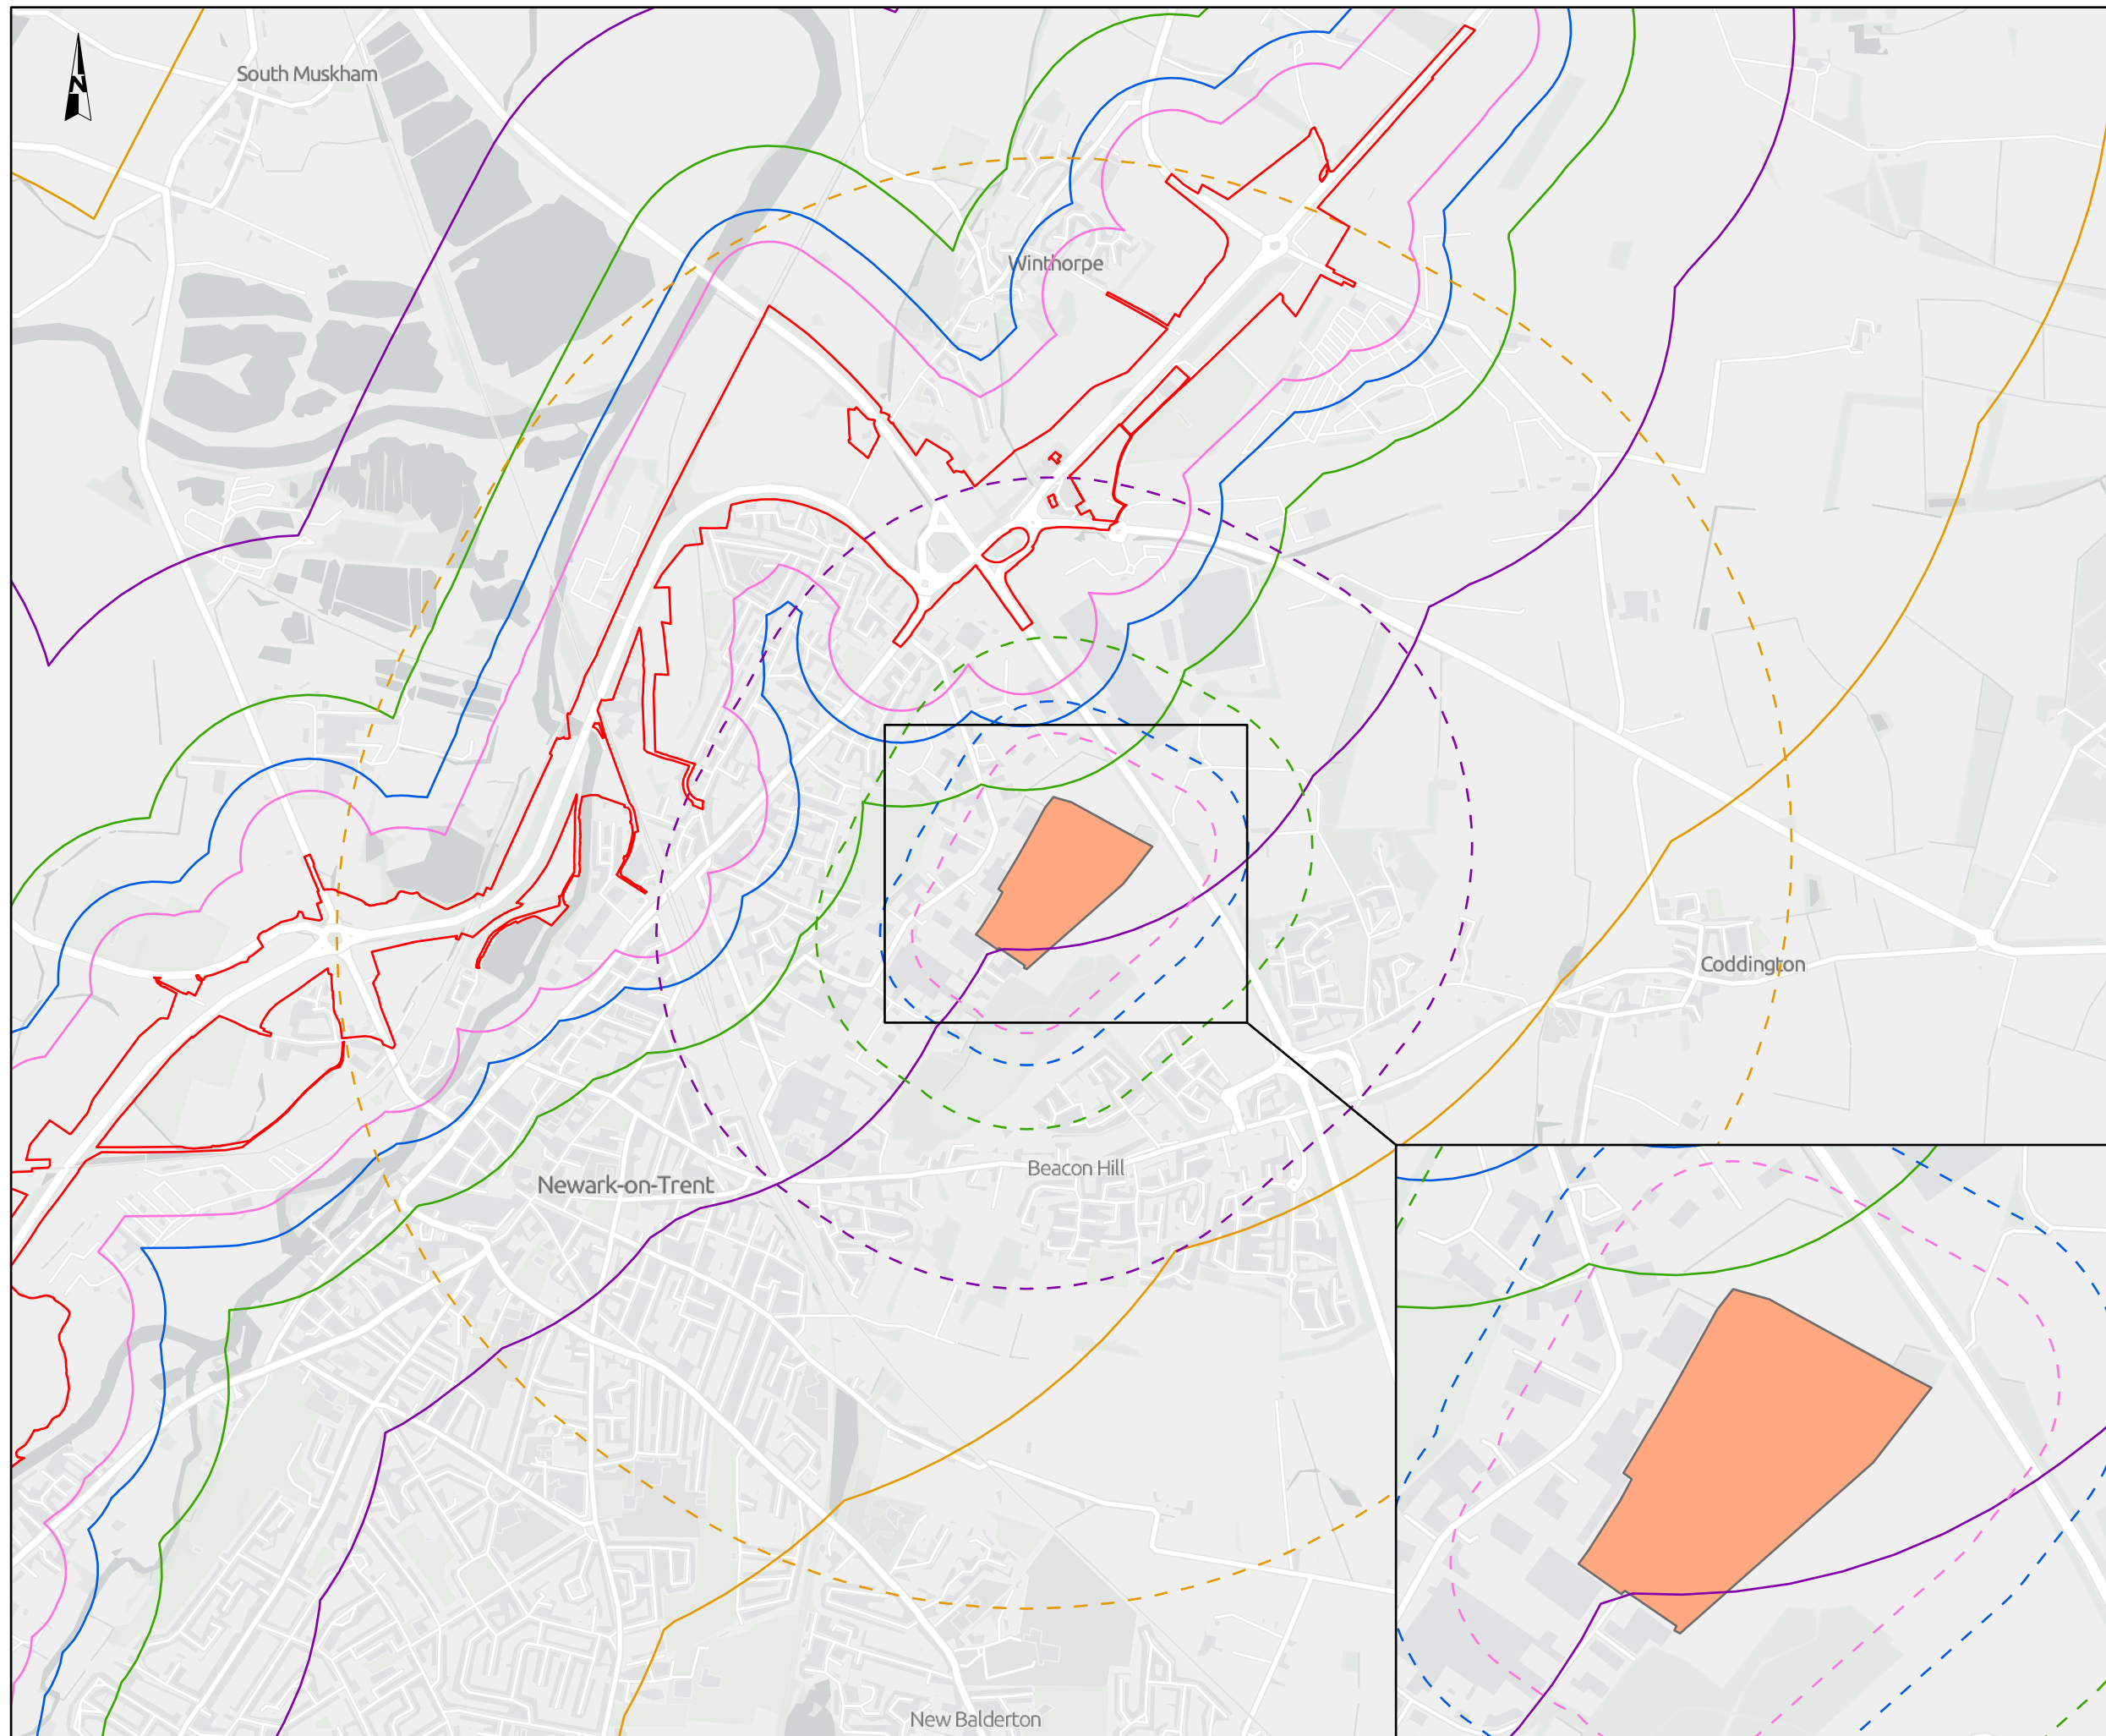 South Muskham
N
Winthorpe
Coddington
Beacon Hill
Newark-on-Trent
New Balderton